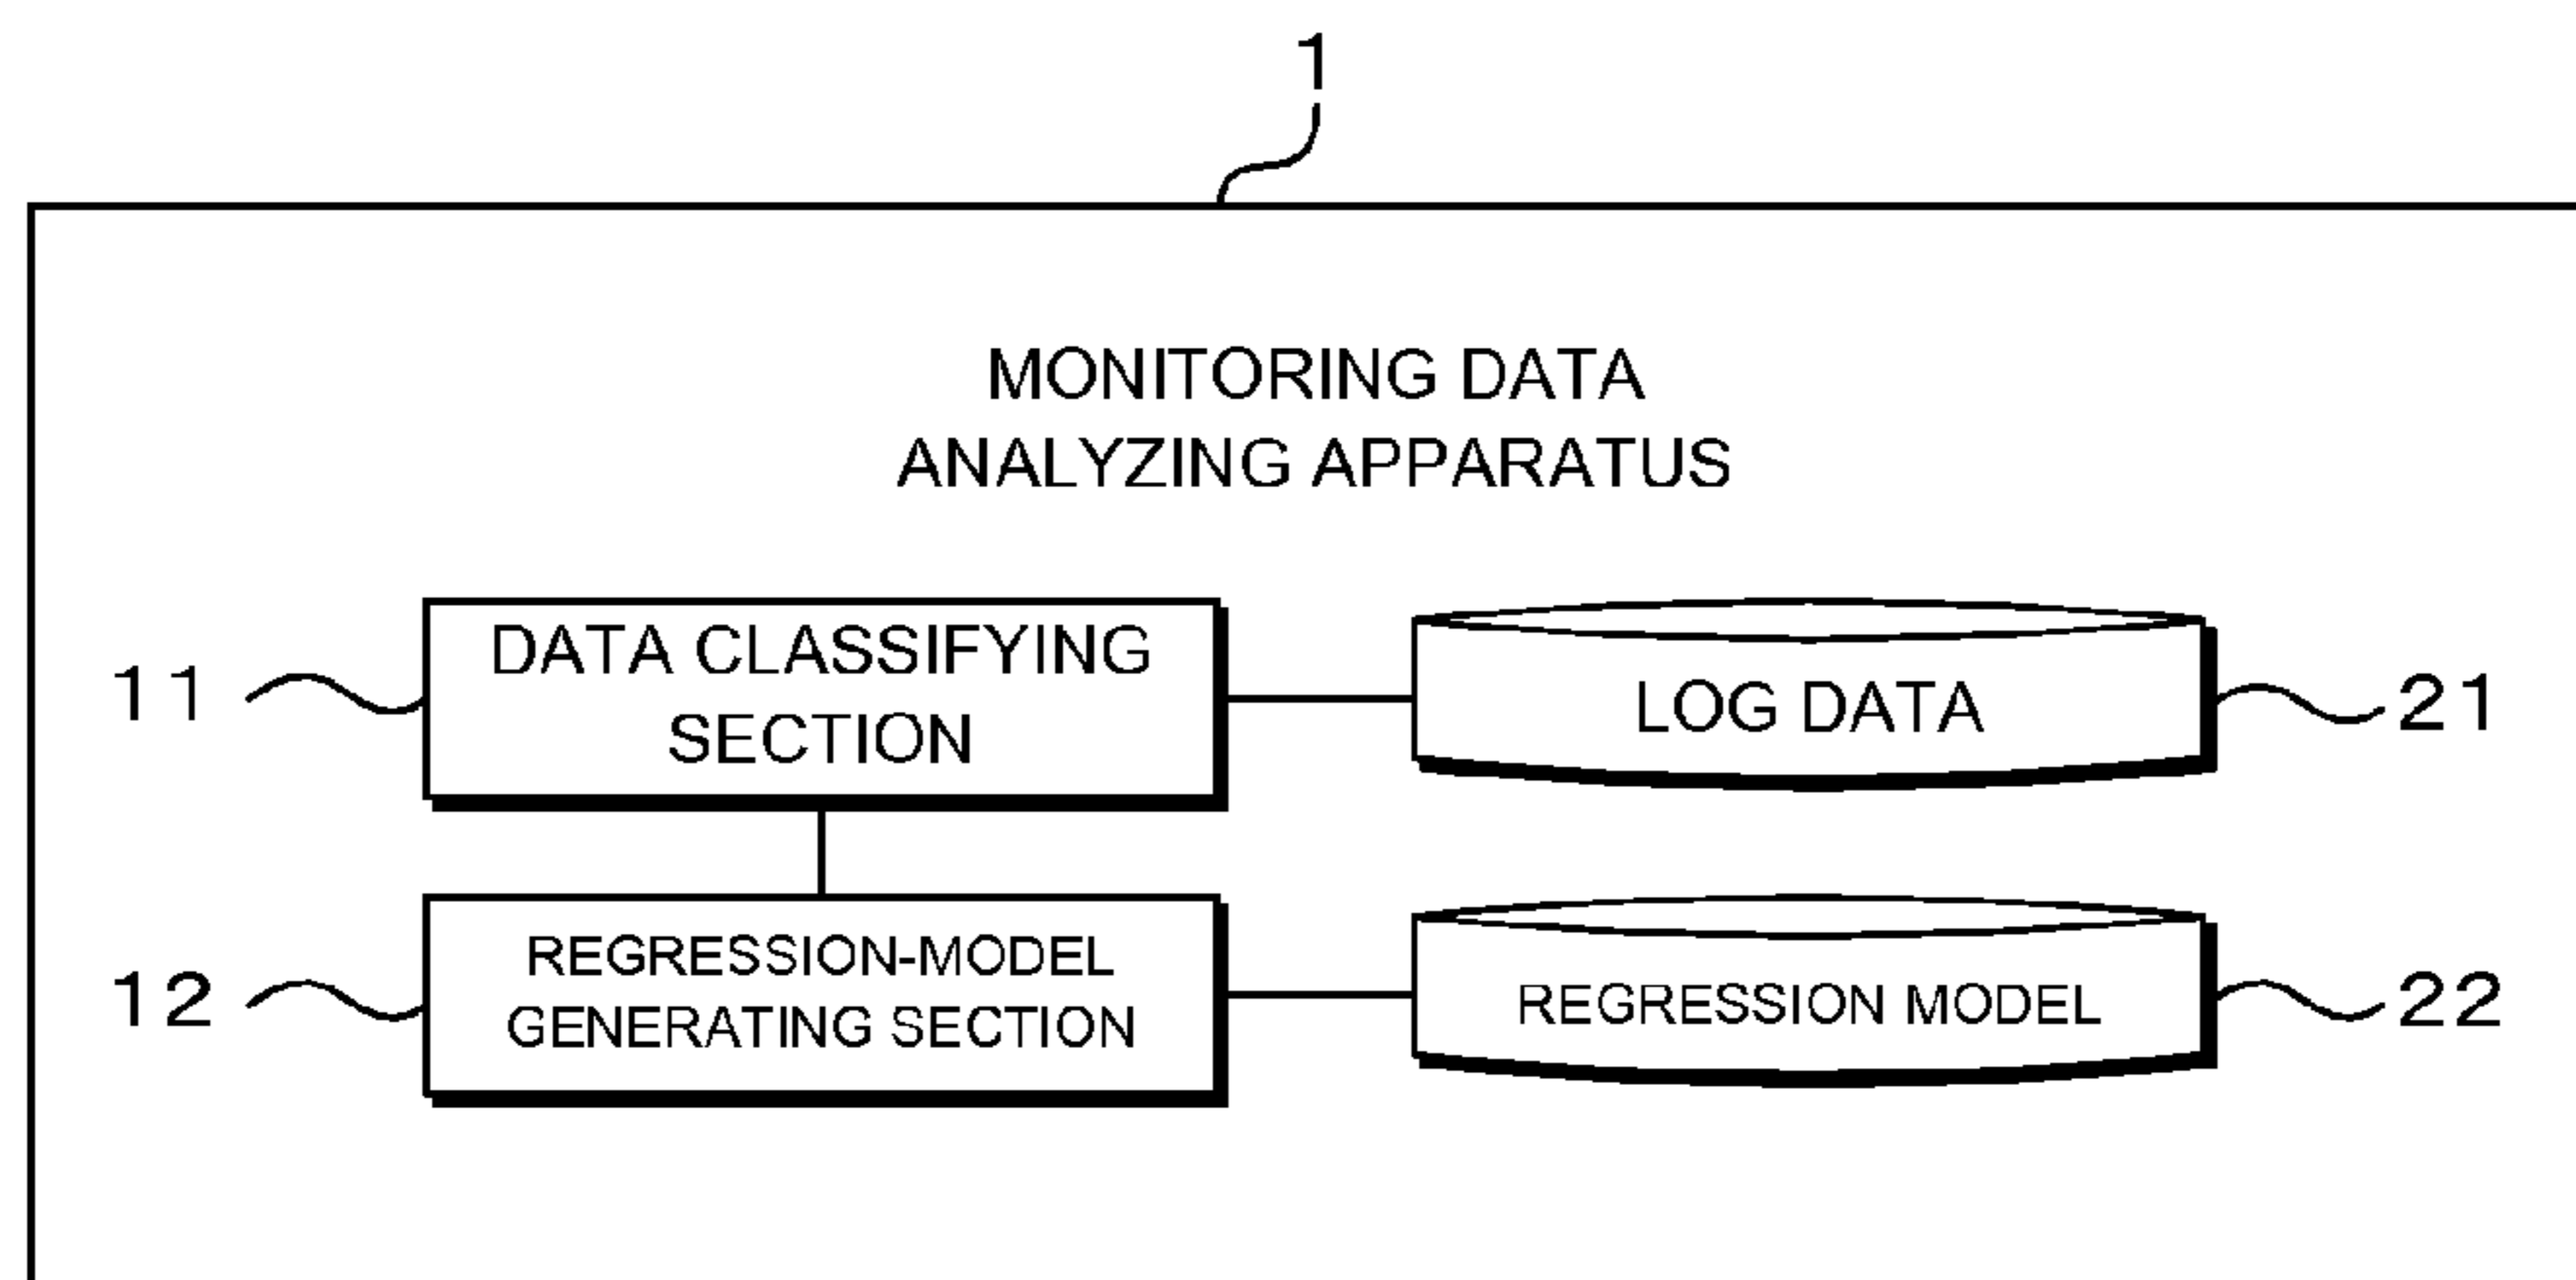 1
MONITORING DATA
ANALYZING APPARATUS
11
DATA CLASSIFYING
SECTION
LOG DATA
21
12
REGRESSION-MODEL
GENERATING SECTION
REGRESSION MODEL
22